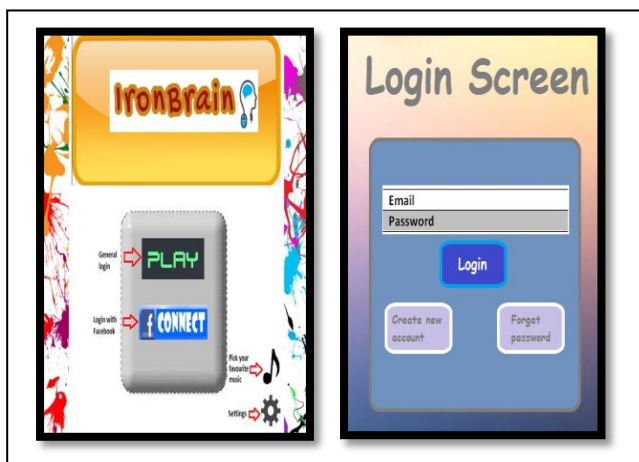 IronBrain
General
login
PLAY
Login with
Facebook
f CONNECT
Pick your
favourite
music
Settings
Login Screen
Email
Password
Login
Create new
account
Forget
password